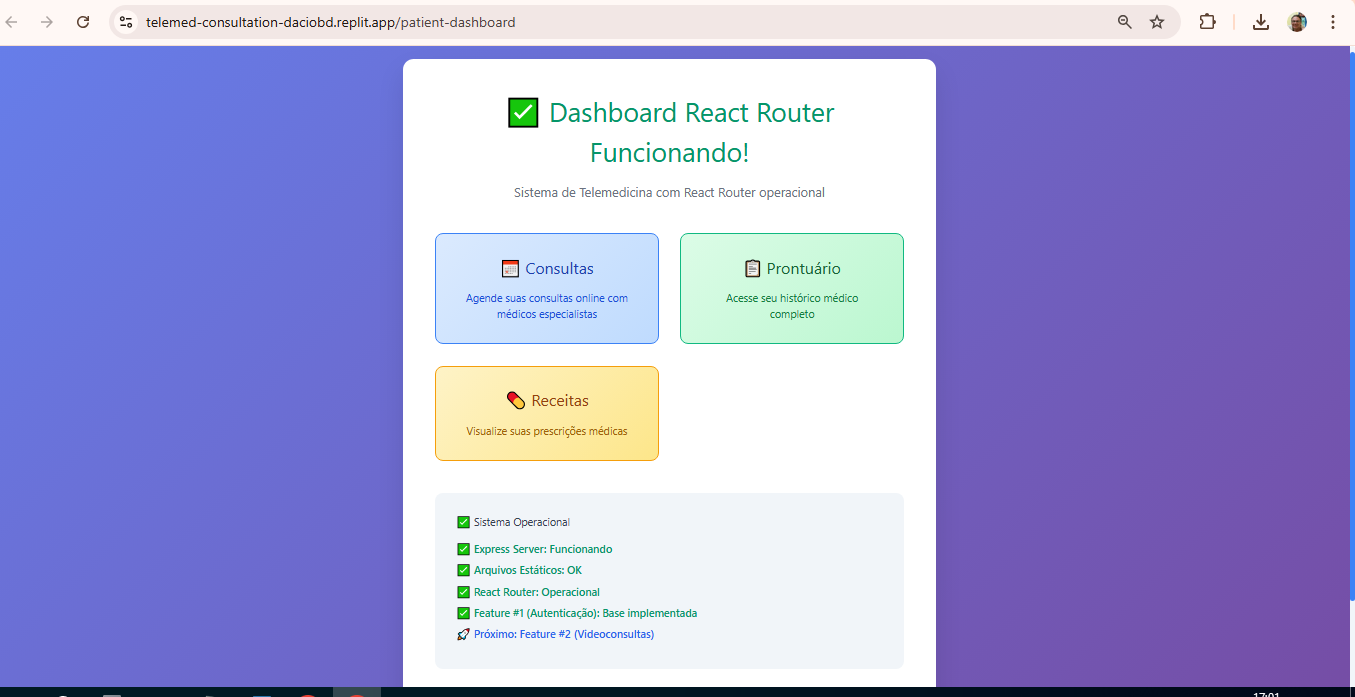 telemed-consultation-daciobd.replit.app/patient-dashboard
✅ Dashboard React Router
Funcionando!
Sistema de Telemedicina com React Router operacional
📅 Consultas
Agende suas consultas online com
médicos especialistas
📋 Prontuário
Acesse seu histórico médico
completo
💊 Receitas
Visualize suas prescrições médicas
✅ Sistema Operacional
✅ Express Server: Funcionando
✅ Arquivos Estáticos: OK
✅ React Router: Operacional
✅ Feature #1 (Autenticação): Base implementada
🚀 Próximo: Feature #2 (Videoconsultas)
17:01